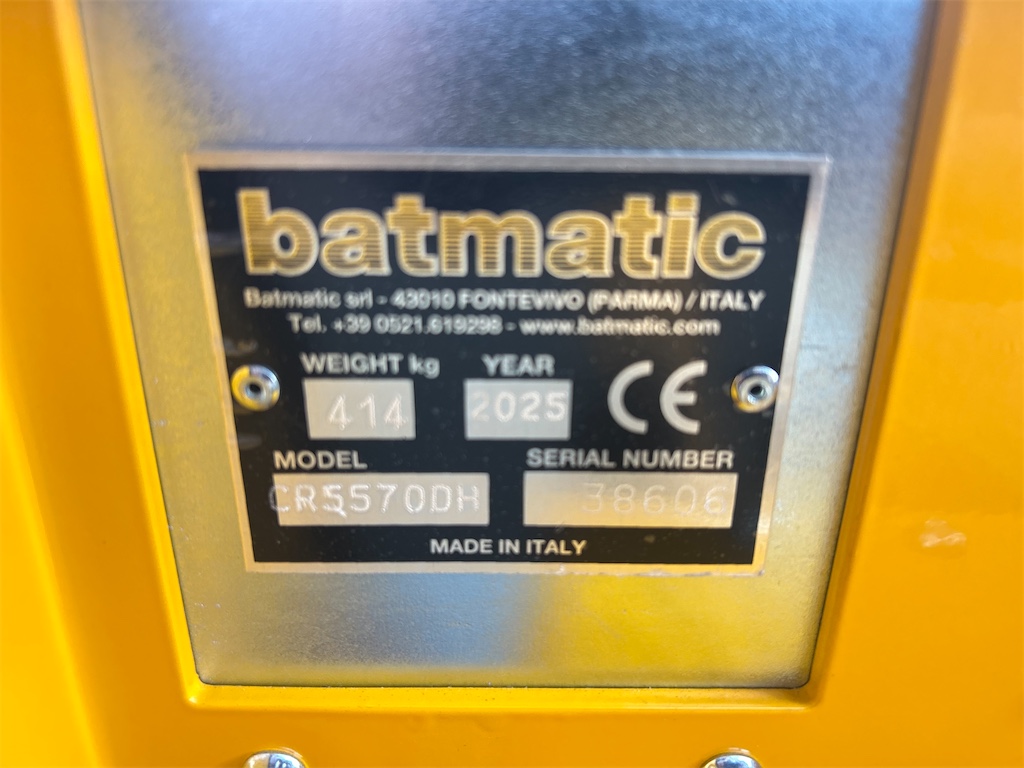 batmatic
Batmatic srl - 43010 FONTEVIVO (PARMA) / ITALY
Tel. +39 0521.619298 - www.batmatic.com
WEIGHT kg YEAR
414 2025 CE
MODEL SERIAL NUMBER
CR5570DH 38606
MADE IN ITALY